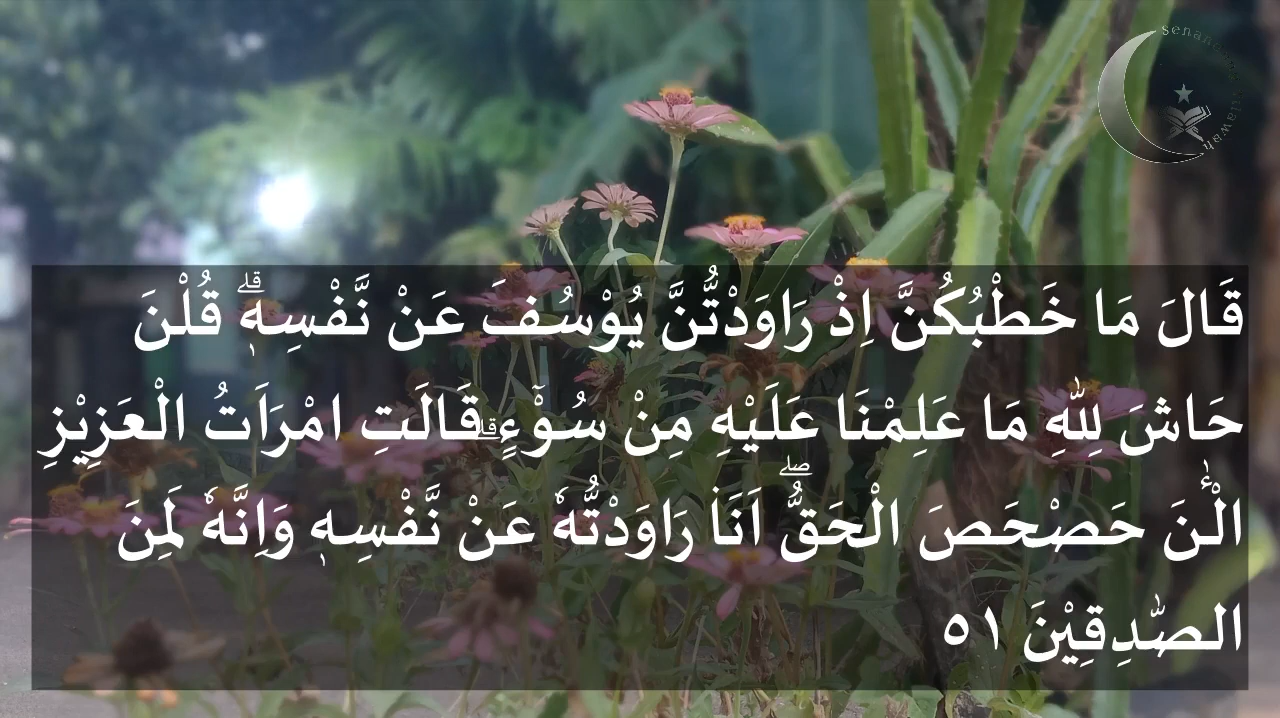 قَالَ مَا خَطْبُكُنَّ اِذْ رَاوَدْتُّنَّ يُوْسُفَ عَنْ نَّفْسِهٖۗ قُلْنَ
حَاشَ لِلّٰهِ مَا عَلِمْنَا عَلَيْهِ مِنْ سُوْۤءٍۗ قَالَتِ امْرَاَتُ الْعَزِيْزِ
الْـٰٔنَ حَصْحَصَ الْحَقُّۖ اَنَا۠ رَاوَدْتُّهٗ عَنْ نَّفْسِهٖ وَاِنَّهٗ لَمِنَ
الصّٰدِقِيْنَ ٥١